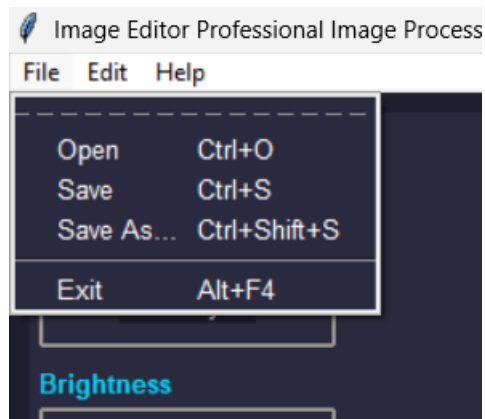 Image Editor Professional Image Process
File Edit Help
Open Ctrl+O
Save Ctrl+S
Save As... Ctrl+Shift+S
Exit Alt+F4
Brightness